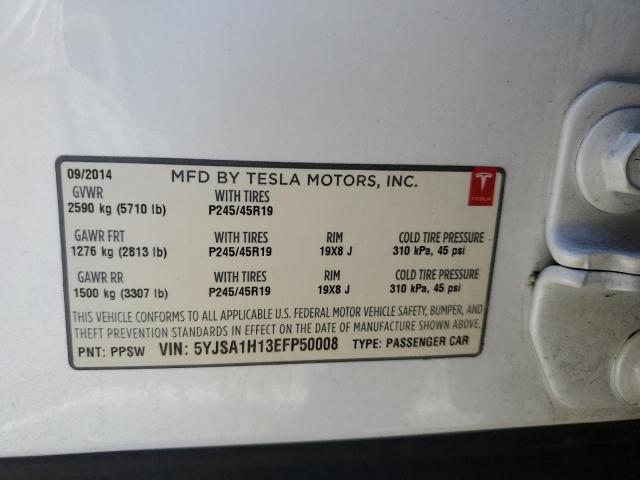 09/2014 MFD BY TESLA MOTORS, INC.
TESLA
GVWR WITH TIRES
2590 kg (5710 lb) P245/45R19
GAWR FRT WITH TIRES RIM COLD TIRE PRESSURE
1276 kg (2813 lb) P245/45R19 19X8 J 310 kPa, 45 psi
GAWR RR WITH TIRES RIM COLD TIRE PRESSURE
1500 kg (3307 lb) P245/45R19 19X8 J 310 kPa, 45 psi
THIS VEHICLE CONFORMS TO ALL APPLICABLE U.S. FEDERAL MOTOR VEHICLE SAFETY, BUMPER, AND
THEFT PREVENTION STANDARDS IN EFFECT ON THE DATE OF MANUFACTURE SHOWN ABOVE.
PNT: PPSW VIN: 5YJSA1H13EFP50008 TYPE: PASSENGER CAR